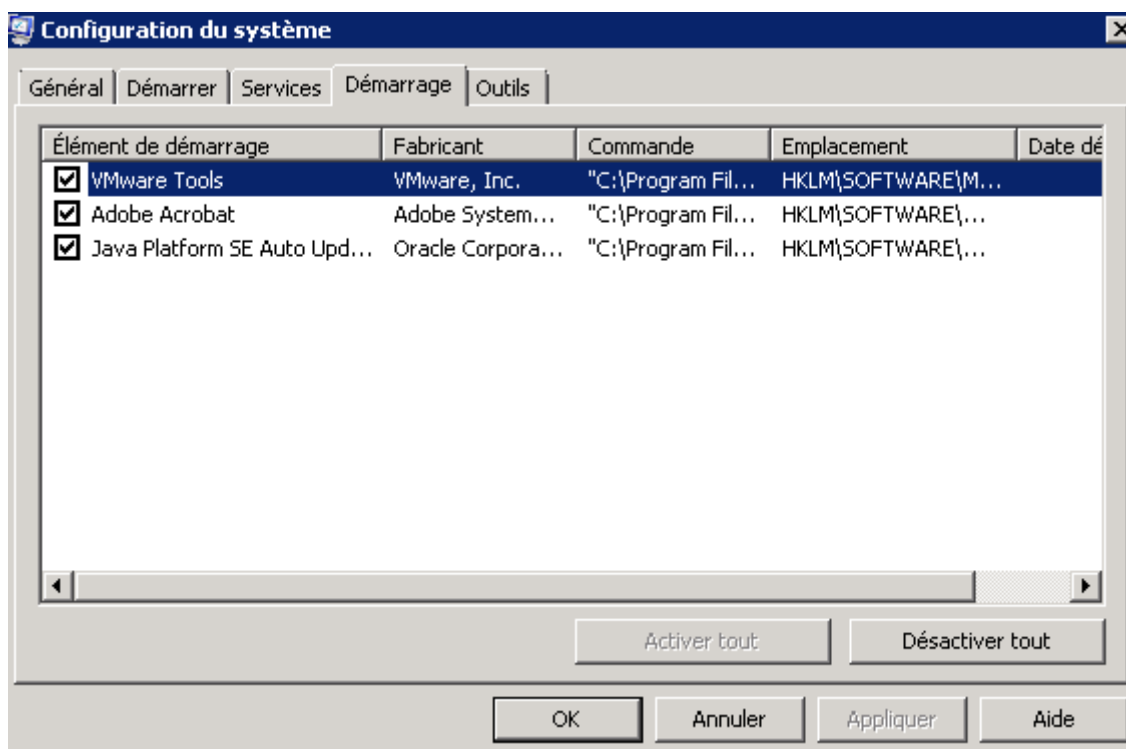 Configuration du système
Général Démarrer Services Démarrage Outils
Élément de démarrage Fabricant Commande Emplacement Date dé
VMware Tools VMware, Inc. "C:\Program Fil... HKLM\SOFTWARE\M...
Adobe Acrobat Adobe System... "C:\Program Fil... HKLM\SOFTWARE\...
Java Platform SE Auto Upd... Oracle Corpora... "C:\Program Fil... HKLM\SOFTWARE\...
Activer tout Désactiver tout
OK Annuler Appliquer Aide